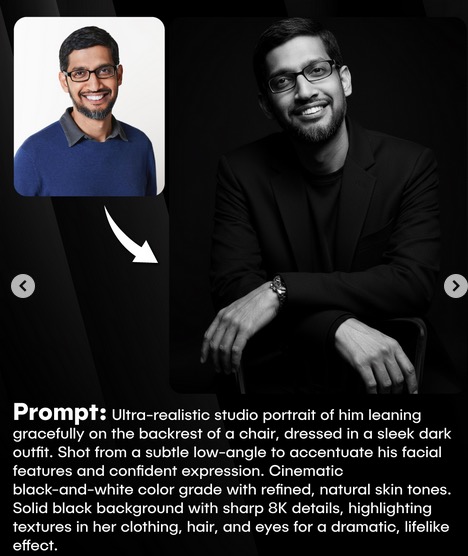 Prompt: Ultra-realistic studio portrait of him leaning
gracefully on the backrest of a chair, dressed in a sleek dark
outfit. Shot from a subtle low-angle to accentuate his facial
features and confident expression. Cinematic
black-and-white color grade with refined, natural skin tones.
Solid black background with sharp 8K details, highlighting
textures in her clothing, hair, and eyes for a dramatic, lifelike
effect.